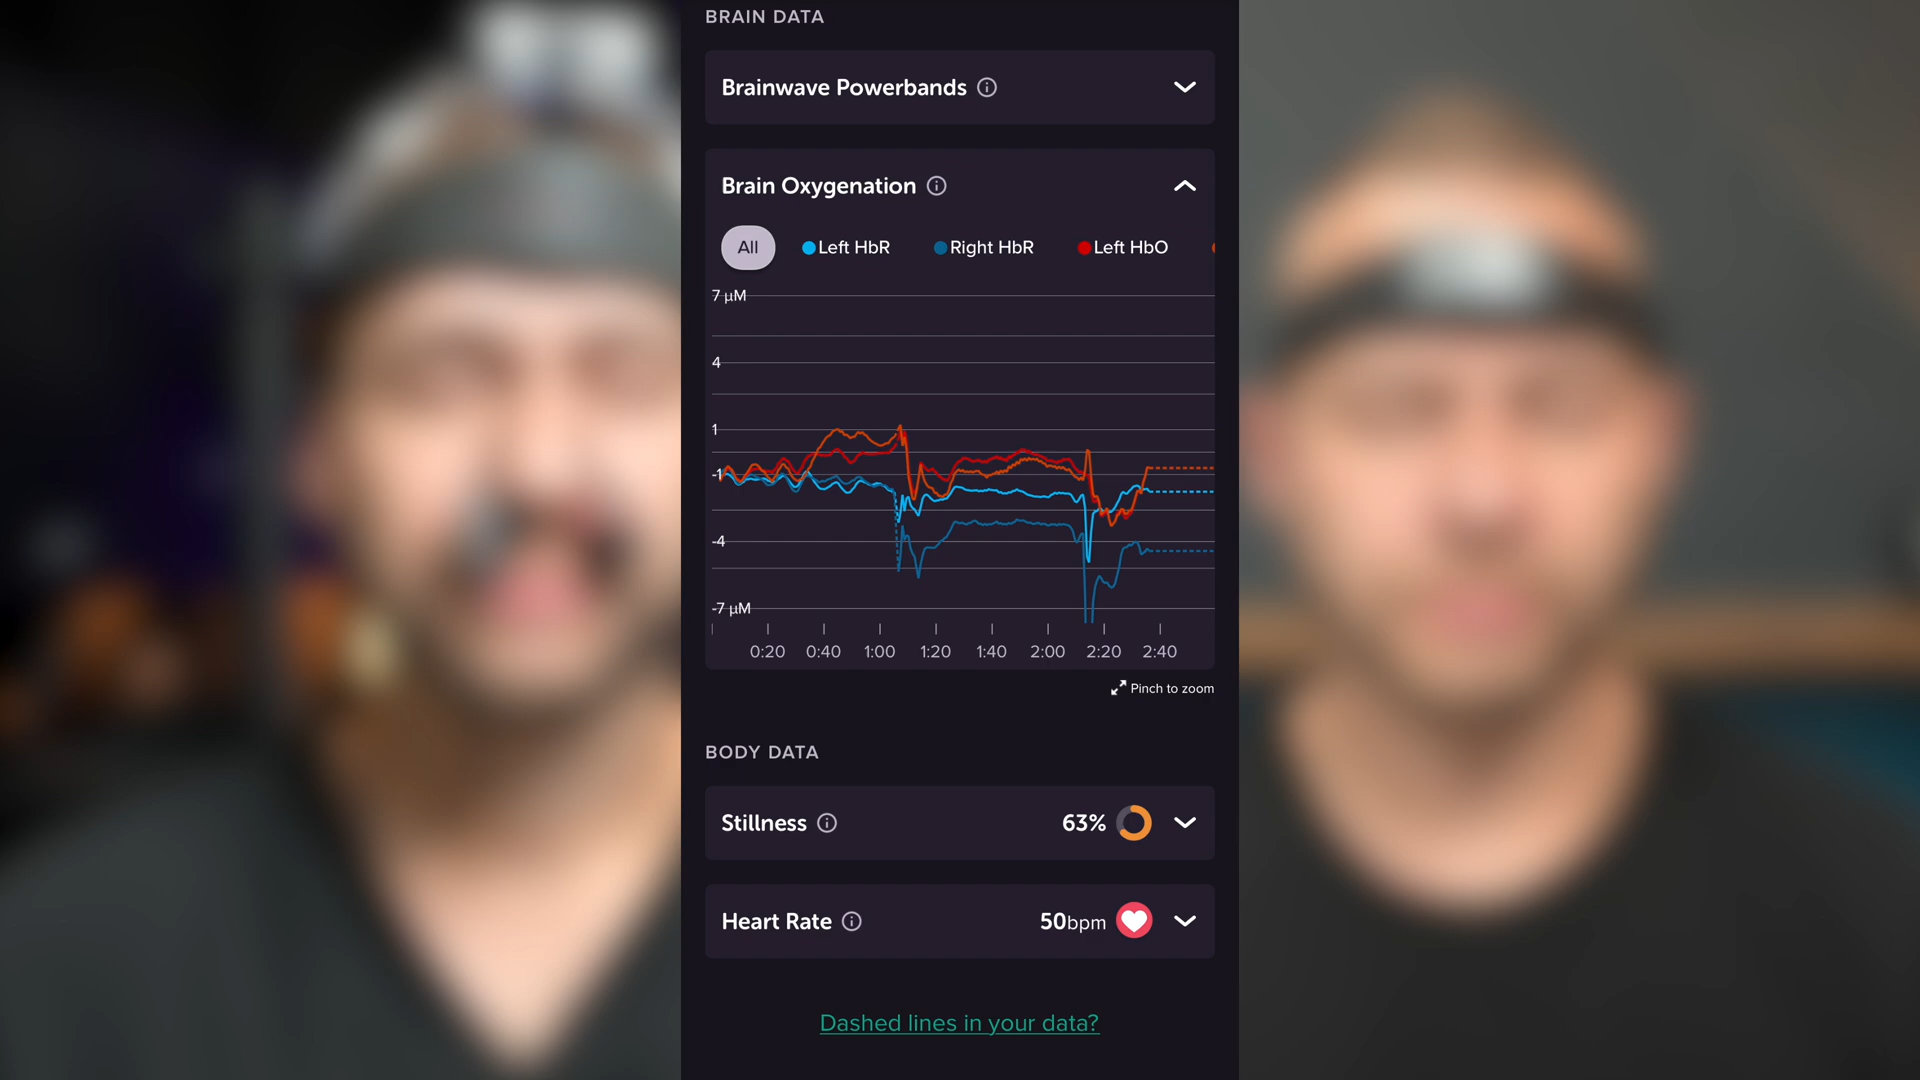 BRAIN DATA
Brainwave Powerbands
Brain Oxygenation
All Left HbR Right HbR Left HbO
7 μM
4
1
-1
-4
-7 μM
0:20 0:40 1:00 1:20 1:40 2:00 2:20 2:40
Pinch to zoom
BODY DATA
Stillness 63%
Heart Rate 50bpm
Dashed lines in your data?